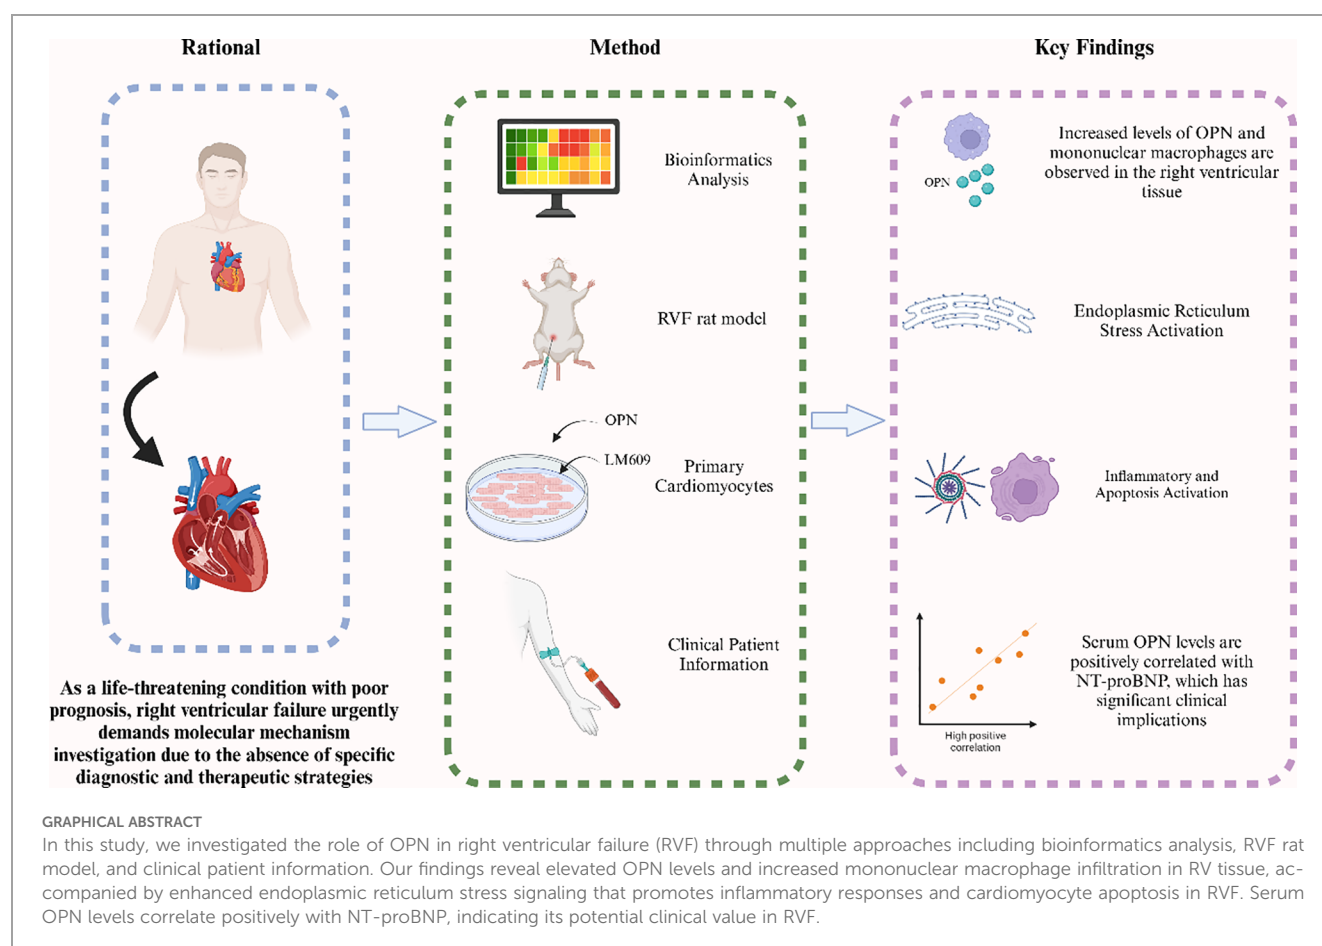 Rational
As a life-threatening condition with poor
prognosis, right ventricular failure urgently
demands molecular mechanism
investigation due to the absence of specific
diagnostic and therapeutic strategies
Method
Bioinformatics
Analysis
RVF rat model
OPN
LM609
Primary
Cardiomyocytes
Clinical Patient
Information
Key Findings
OPN
Increased levels of OPN and
mononuclear macrophages are
observed in the right ventricular
tissue
Endoplasmic Reticulum
Stress Activation
Inflammatory and
Apoptosis Activation
High positive
correlation
Serum OPN levels are
positively correlated with
NT-proBNP, which has
significant clinical
implications
GRAPHICAL ABSTRACT
In this study, we investigated the role of OPN in right ventricular failure (RVF) through multiple approaches including bioinformatics analysis, RVF rat
model, and clinical patient information. Our findings reveal elevated OPN levels and increased mononuclear macrophage infiltration in RV tissue, ac-
companied by enhanced endoplasmic reticulum stress signaling that promotes inflammatory responses and cardiomyocyte apoptosis in RVF. Serum
OPN levels correlate positively with NT-proBNP, indicating its potential clinical value in RVF.